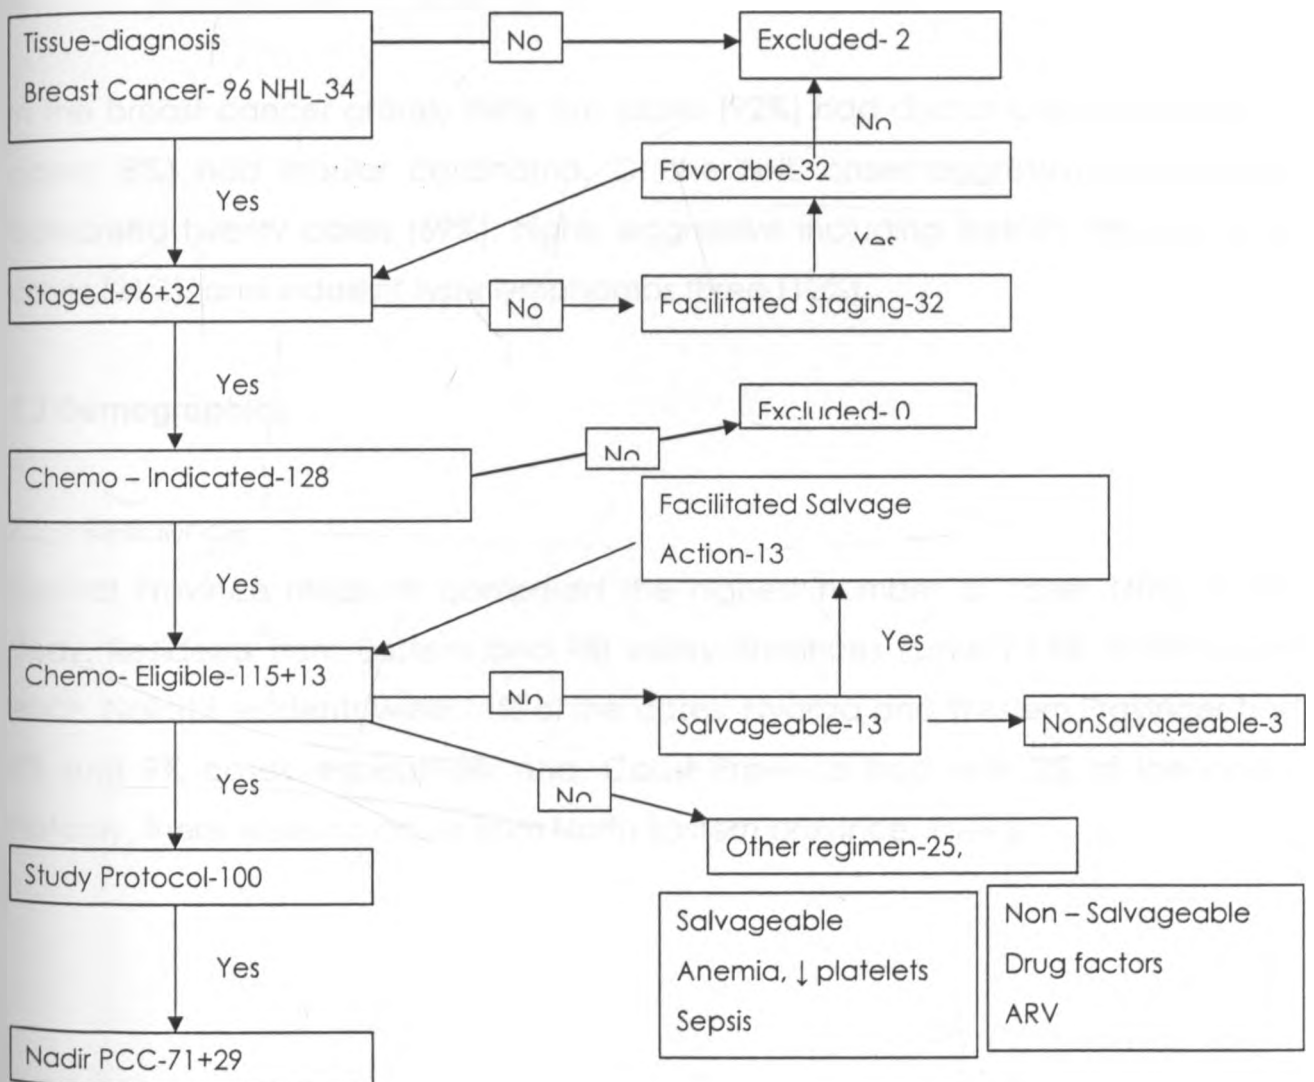 Tissue-diagnosis
Breast Cancer- 96 NHL_34
No
Excluded- 2
No
Favorable-32
Yes
Yes
Staged-96+32
No
Facilitated Staging-32
Yes
Excluded- 0
No
Chemo – Indicated-128
Facilitated Salvage
Action-13
Yes
Yes
Chemo- Eligible-115+13
No
Salvageable-13
NonSalvageable-3
Yes
No
Other regimen-25,
Study Protocol-100
Salvageable
Anemia, ↓ platelets
Sepsis
Non – Salvageable
Drug factors
ARV
Yes
Nadir PCC-71+29